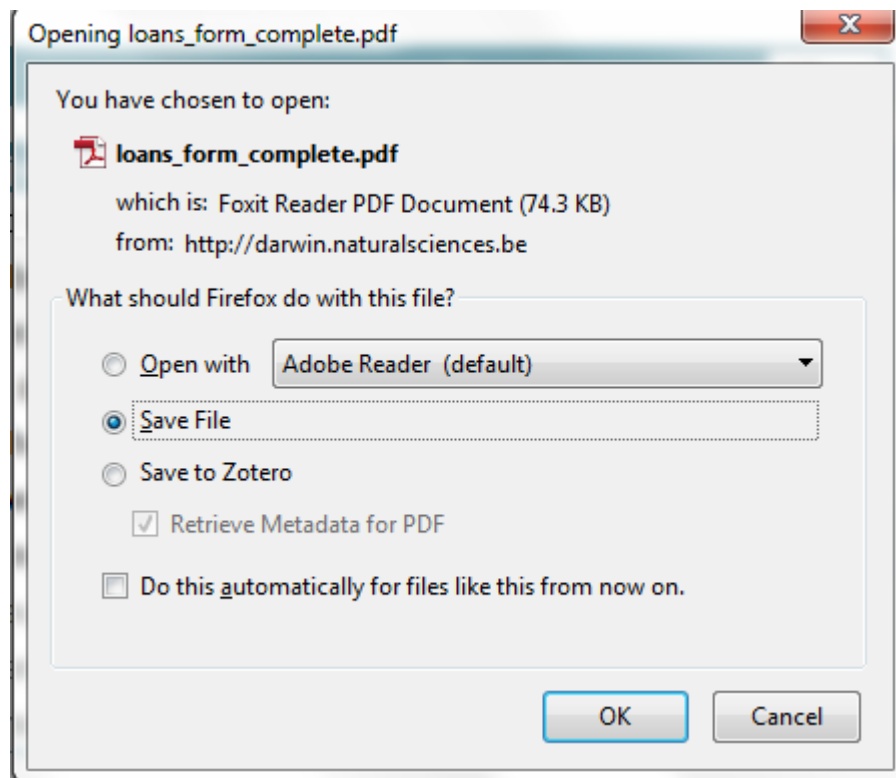 Opening loans_form_complete.pdf
You have chosen to open:
loans_form_complete.pdf
which is: Foxit Reader PDF Document (74.3 KB)
from: http://darwin.naturalsciences.be
What should Firefox do with this file?
Open with Adobe Reader (default)
Save File
Save to Zotero
Retrieve Metadata for PDF
Do this automatically for files like this from now on.
OK Cancel